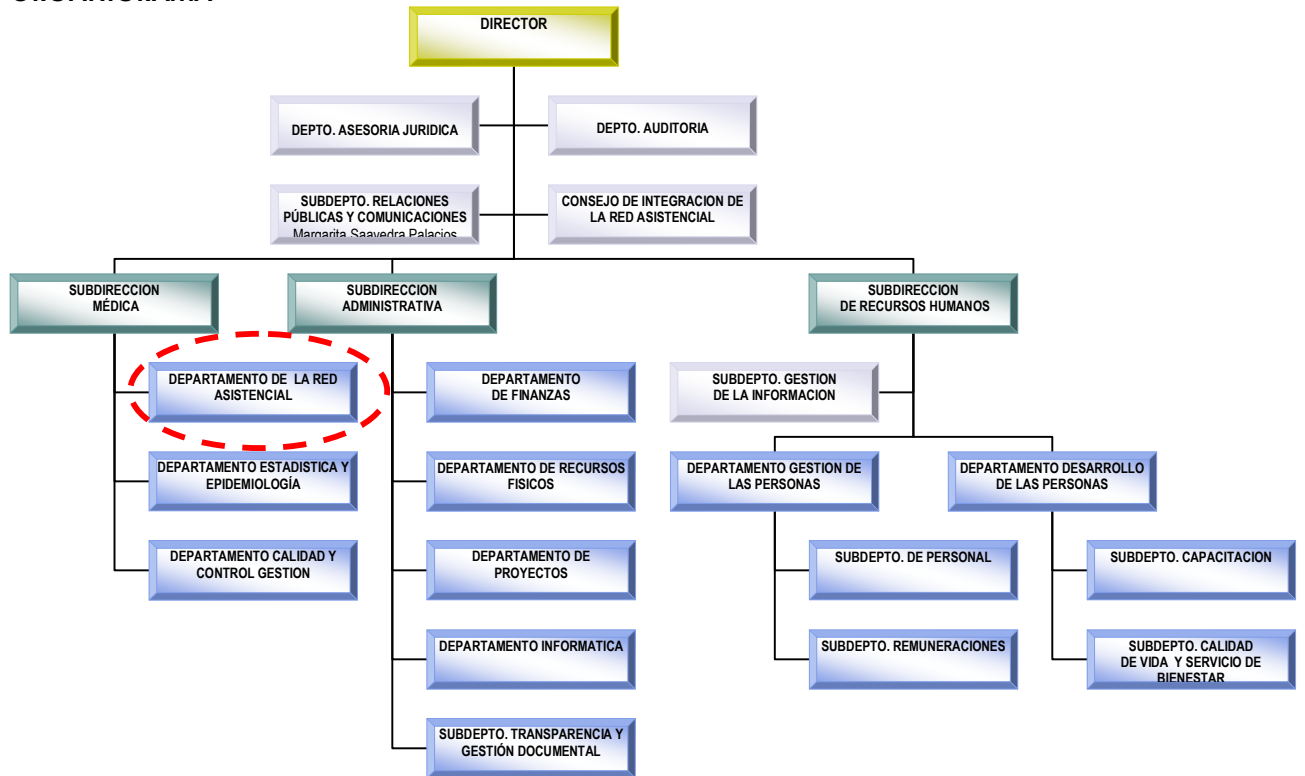 DIRECTOR
DEPTO. ASESORIA JURIDICA
DEPTO. AUDITORIA
SUBDEPTO. RELACIONES
PÚBLICAS Y COMUNICACIONES
Margarita Saavedra Palacios
CONSEJO DE INTEGRACION DE
LA RED ASISTENCIAL
SUBDIRECCION
MÉDICA
SUBDIRECCION
ADMINISTRATIVA
SUBDIRECCION
DE RECURSOS HUMANOS
DEPARTAMENTO DE LA RED
ASISTENCIAL
DEPARTAMENTO
DE FINANZAS
SUBDEPTO. GESTION
DE LA INFORMACION
DEPARTAMENTO ESTADISTICA Y
EPIDEMIOLOGÍA
DEPARTAMENTO DE RECURSOS
FISICOS
DEPARTAMENTO GESTION DE
LAS PERSONAS
DEPARTAMENTO DESARROLLO
DE LAS PERSONAS
DEPARTAMENTO CALIDAD Y
CONTROL GESTION
DEPARTAMENTO DE
PROYECTOS
SUBDEPTO. DE PERSONAL
SUBDEPTO. CAPACITACION
DEPARTAMENTO INFORMATICA
SUBDEPTO. REMUNERACIONES
SUBDEPTO. CALIDAD
DE VIDA Y SERVICIO DE
BIENESTAR
SUBDEPTO. TRANSPARENCIA Y
GESTIÓN DOCUMENTAL